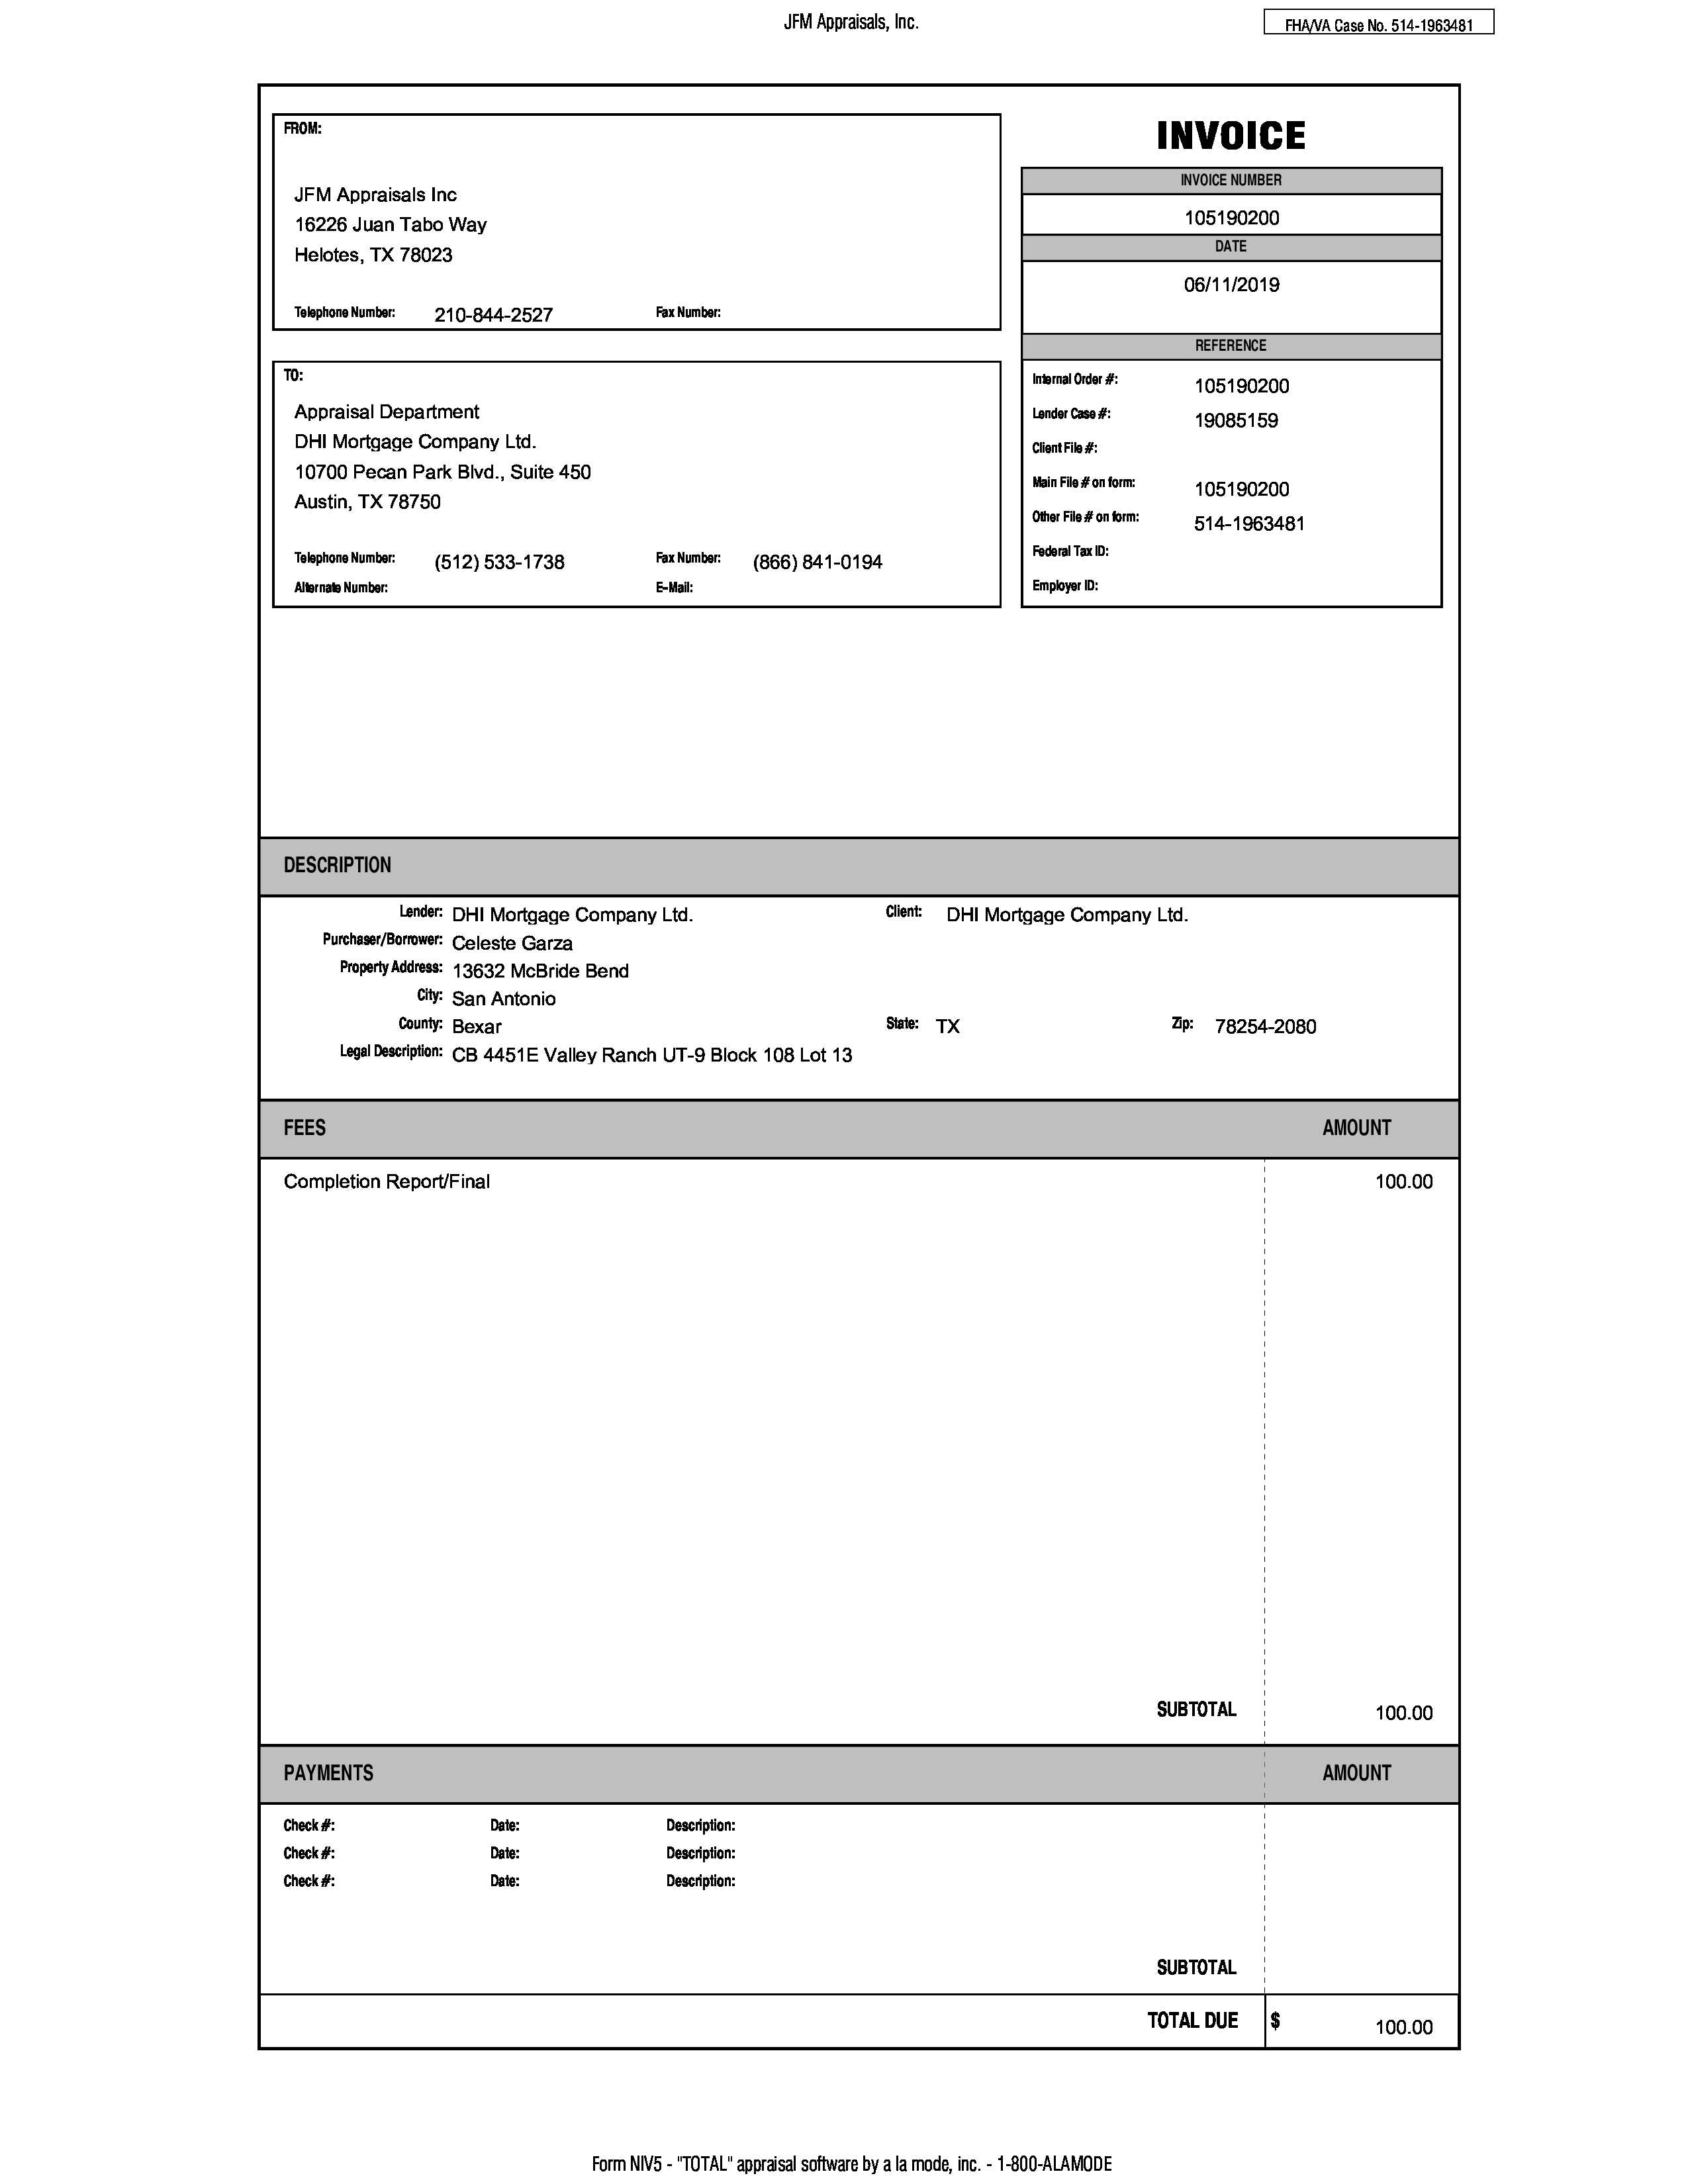 JFM Appraisals, Inc.
FHA/VA Case No. 514-1963481
INVOICE
FROM:
JFM Appraisals Inc
16226 Juan Tabo Way
Helotes, TX 78023
Telephone Number: 210-844-2527 Fax Number:
INVOICE NUMBER
105190200
DATE
06/11/2019
TO:
Appraisal Department
DHI Mortgage Company Ltd.
10700 Pecan Park Blvd., Suite 450
Austin, TX 78750
Telephone Number: (512) 533-1738 Fax Number: (866) 841-0194
Alternate Number: E-Mail:
REFERENCE
Internal Order #: 105190200
Lender Case #: 19085159
Client File #:
Main File # on form: 105190200
Other File # on form: 514-1963481
Federal Tax ID:
Employer ID:
DESCRIPTION
Lender: DHI Mortgage Company Ltd. Client: DHI Mortgage Company Ltd.
Purchaser/Borrower: Celeste Garza
Property Address: 13632 McBride Bend
City: San Antonio
County: Bexar State: TX Zip: 78254-2080
Legal Description: CB 4451E Valley Ranch UT-9 Block 108 Lot 13
FEES AMOUNT
Completion Report/Final 100.00
SUBTOTAL 100.00
PAYMENTS AMOUNT
Check #: Date: Description:
Check #: Date: Description:
Check #: Date: Description:
SUBTOTAL
TOTAL DUE $ 100.00
Form NIV5 - "TOTAL" appraisal software by a la mode, inc. - 1-800-ALAMODE